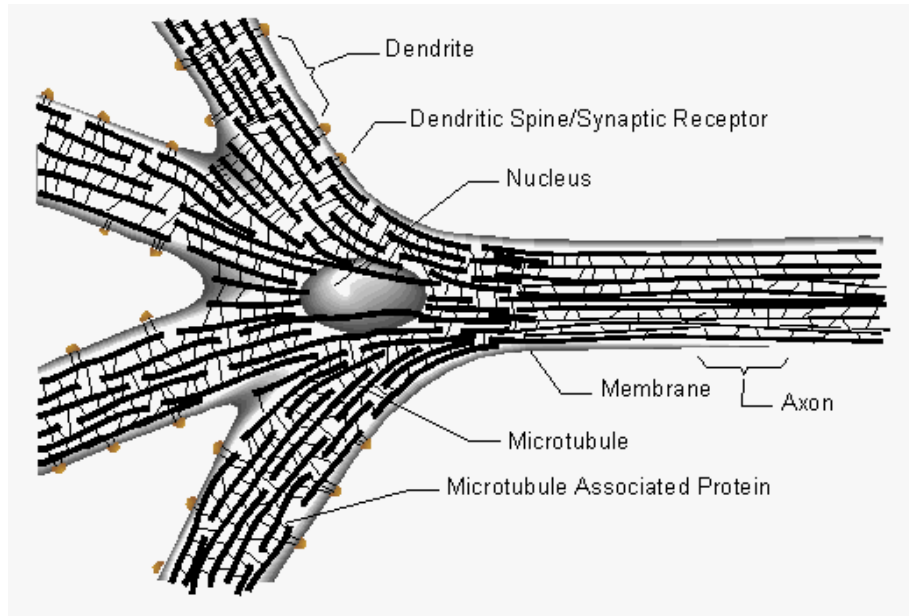 Dendrite
Dendritic Spine/Synaptic Receptor
Nucleus
Membrane
Axon
Microtubule
Microtubule Associated Protein